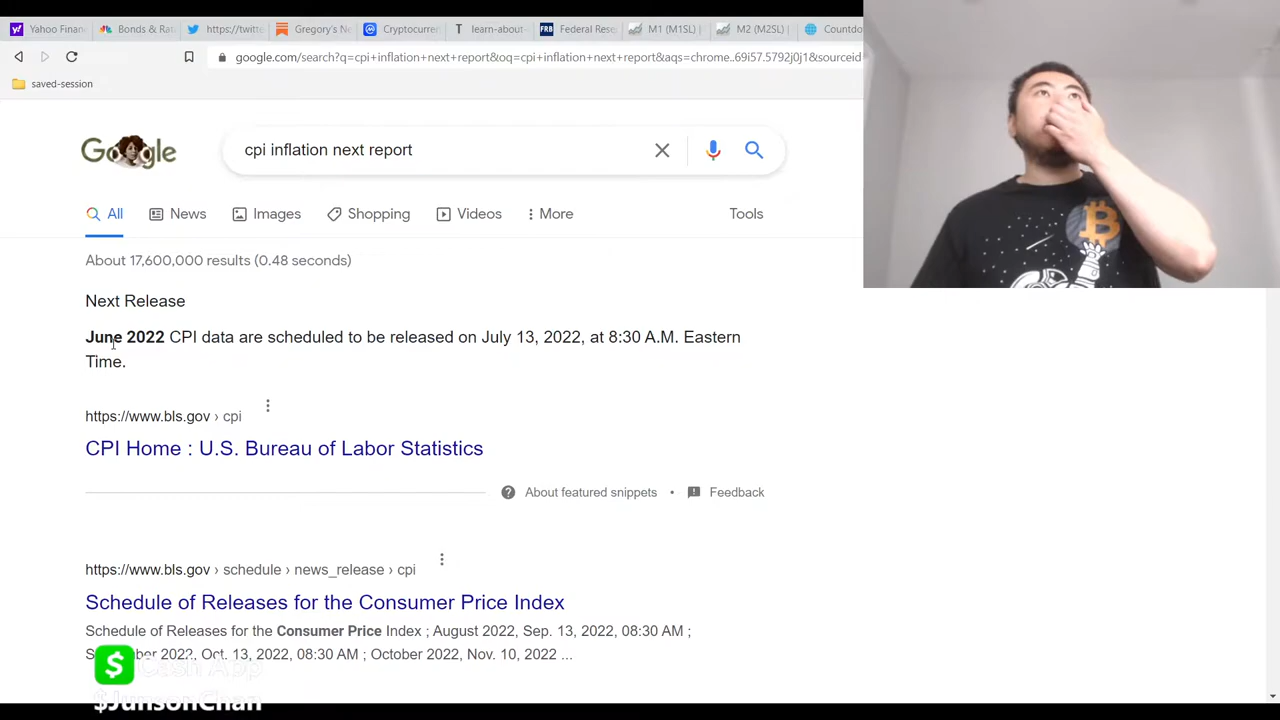 Yahoo Finan
Bonds & Rat
https://twitte
Gregory's Ne
Cryptocurren
learn-about-
FRB
Federal Rese
M1 (M1SL) |
M2 (M2SL) |
Countdo
google.com/search?q=cpi+inflation+next+report&oq=cpi+inflation+next+report&aqs=chrome..69i57.5792j0j1&sourceid
saved-session
Google
cpi inflation next report
All
News
Images
Shopping
Videos
More
Tools
About 17,600,000 results (0.48 seconds)
Next Release
June 2022 CPI data are scheduled to be released on July 13, 2022, at 8:30 A.M. Eastern
Time.
https://www.bls.gov › cpi
CPI Home : U.S. Bureau of Labor Statistics
About featured snippets • Feedback
https://www.bls.gov › schedule › news_release › cpi
Schedule of Releases for the Consumer Price Index
Schedule of Releases for the Consumer Price Index ; August 2022, Sep. 13, 2022, 08:30 AM ;
2022, Oct. 13, 2022, 08:30 AM ; October 2022, Nov. 10, 2022 ...
Cash App
$JunsonChan